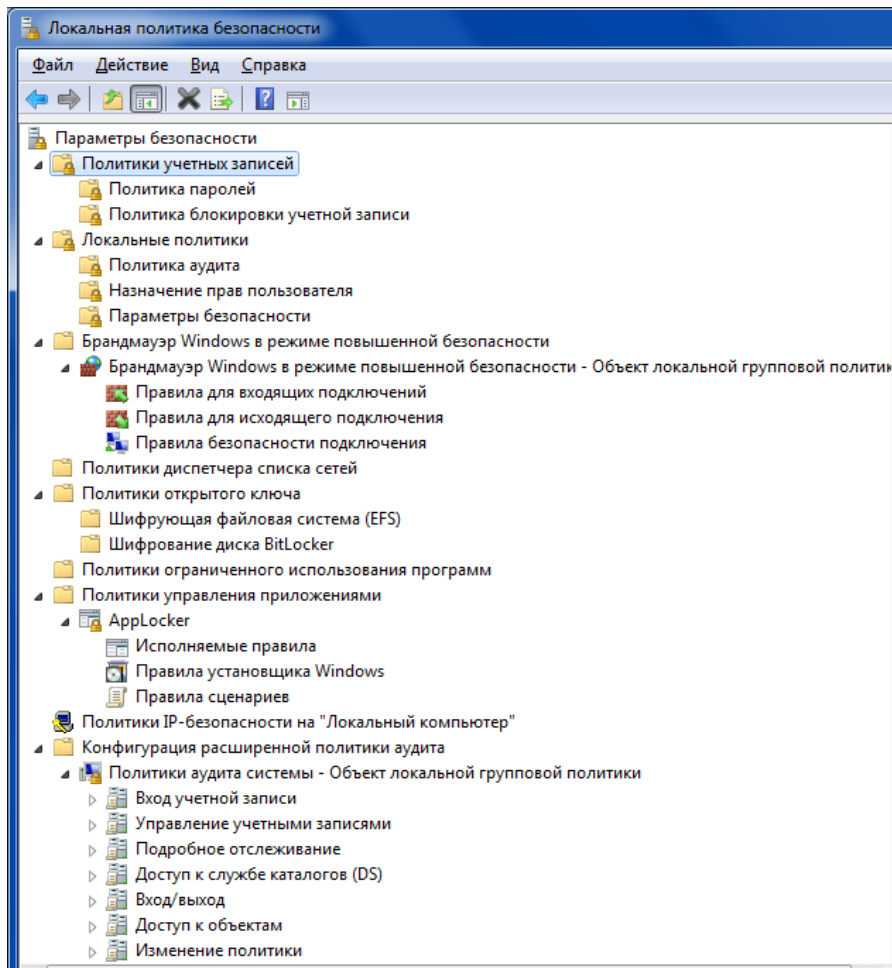 Локальная политика безопасности
Файл Действие Вид Справка
Параметры безопасности
Политики учетных записей
Политика паролей
Политика блокировки учетной записи
Локальные политики
Политика аудита
Назначение прав пользователя
Параметры безопасности
Брандмауэр Windows в режиме повышенной безопасности
Брандмауэр Windows в режиме повышенной безопасности - Объект локальной групповой политик
Правила для входящих подключений
Правила для исходящего подключения
Правила безопасности подключения
Политики диспетчера списка сетей
Политики открытого ключа
Шифрующая файловая система (EFS)
Шифрование диска BitLocker
Политики ограниченного использования программ
Политики управления приложениями
AppLocker
Исполняемые правила
Правила установщика Windows
Правила сценариев
Политики IP-безопасности на "Локальный компьютер"
Конфигурация расширенной политики аудита
Политики аудита системы - Объект локальной групповой политики
Вход учетной записи
Управление учетными записями
Подробное отслеживание
Доступ к службе каталогов (DS)
Вход/выход
Доступ к объектам
Изменение политики